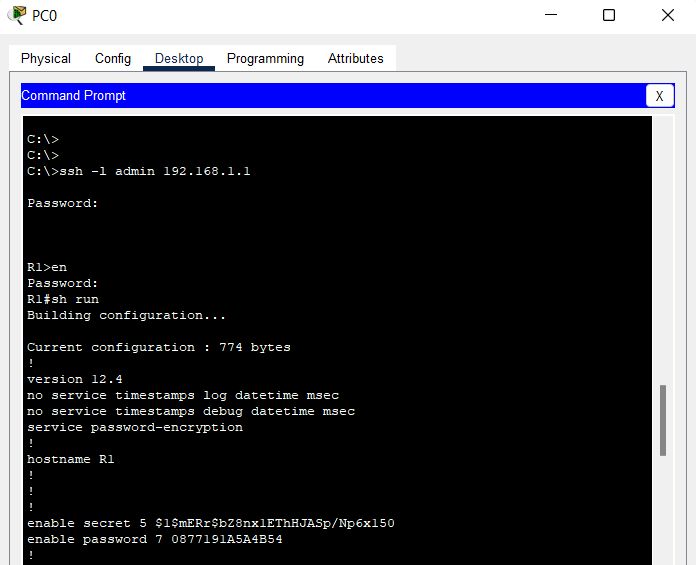 PC0
Physical Config Desktop Programming Attributes
Command Prompt X
C:\>
C:\>
C:\>ssh -l admin 192.168.1.1
Password:
R1>en
Password:
R1#sh run
Building configuration...
Current configuration : 774 bytes
!
version 12.4
no service timestamps log datetime msec
no service timestamps debug datetime msec
service password-encryption
!
hostname R1
!
!
!
enable secret 5 $1$mERr$bZ8nx1EThHJASp/Np6x150
enable password 7 0877191A5A4B54
!